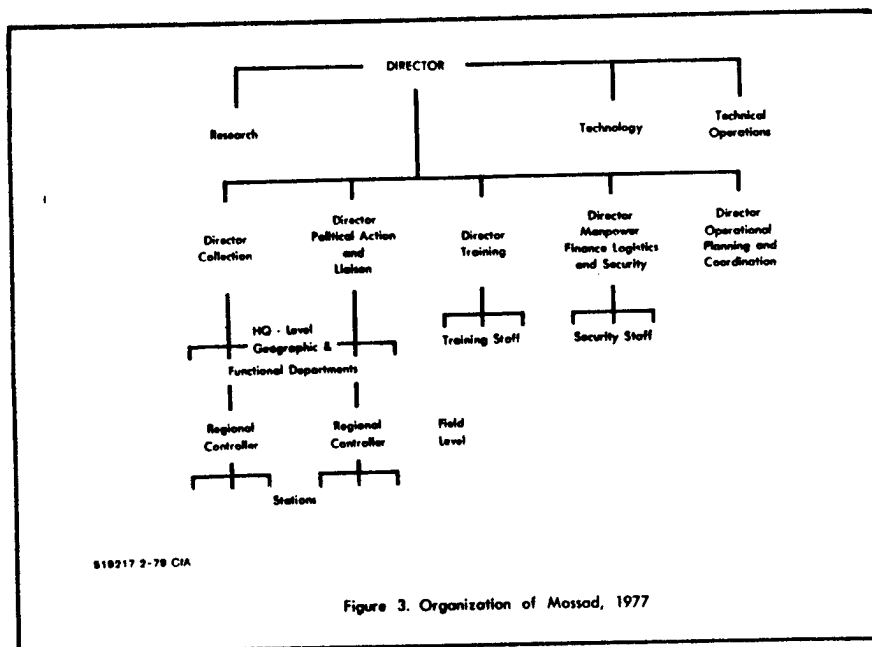 DIRECTOR
Research
Technology
Technical
Operations
Director
Collection
Director
Political Action
and
Liaison
Director
Training
Director
Manpower
Finance Logistics
and Security
Director
Operational
Planning and
Coordination
HQ - Level
Geographic &
Functional Departments
Training Staff
Security Staff
Regional
Controller
Regional
Controller
Field
Level
Stations
519217 2-79 CIA
Figure 3. Organization of Mossad, 1977